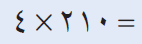 ٤ × ٢١٠ =